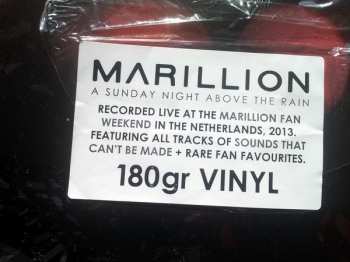 MARILLION
A SUNDAY NIGHT ABOVE THE RAIN
RECORDED LIVE AT THE MARILLION FAN
WEEKEND IN THE NETHERLANDS, 2013.
FEATURING ALL TRACKS OF SOUNDS THAT
CAN'T BE MADE + RARE FAN FAVOURITES.
180gr VINYL